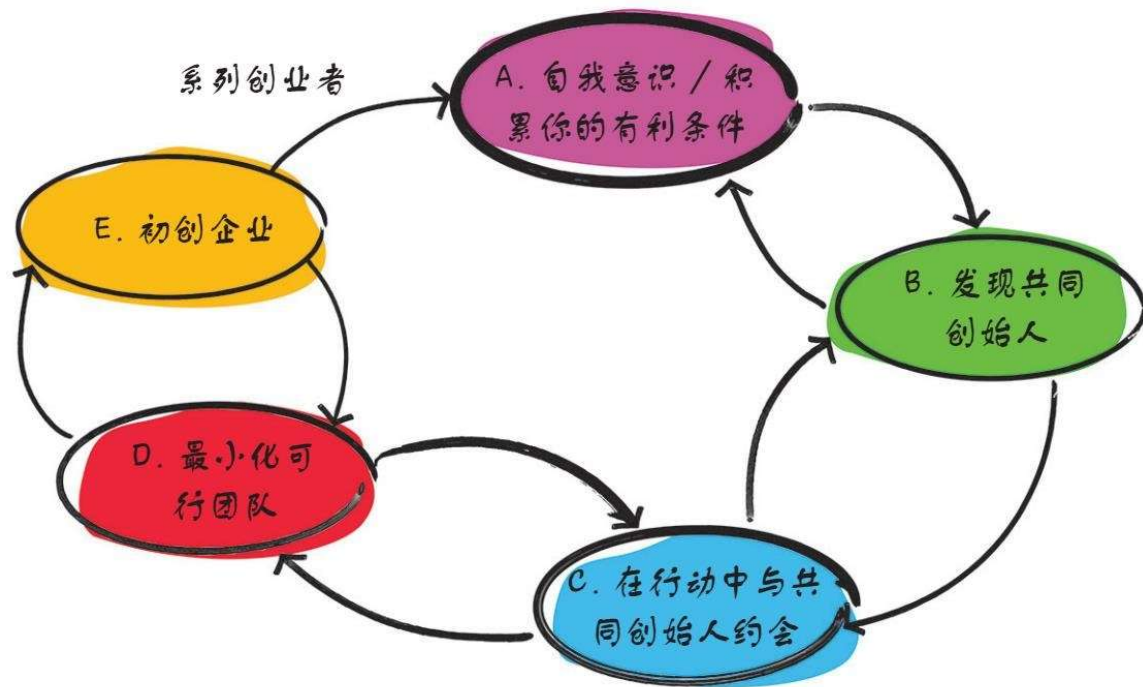 系列创业者
A. 自我意识 / 积
累你的有利条件
E. 初创企业
B. 发现共同
创始人
D. 最小化可
行团队
C. 在行动中与共
同创始人约会